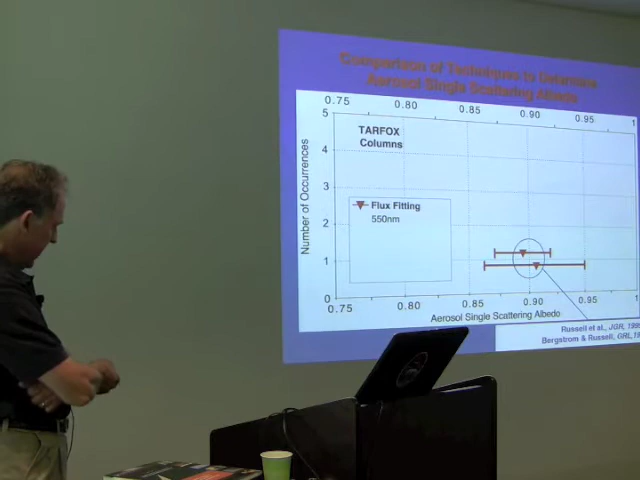 Comparison of Techniques to Determine
Aerosol Single Scattering Albedo
0.75 0.80 0.85 0.90 0.95 1
5
4
3
2
1
0
Number of Occurrences
TARFOX
Columns
Flux Fitting
550nm
0.75 0.80 0.85 0.90 0.95 1
Aerosol Single Scattering Albedo
Russell et al., JGR,
Bergstrom & Russell, GRL,